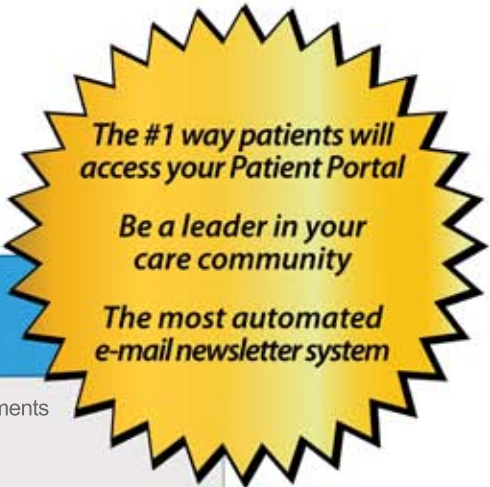 The #1 way patients will
access your Patient Portal
Be a leader in your
care community
The most automated
e-mail newsletter system